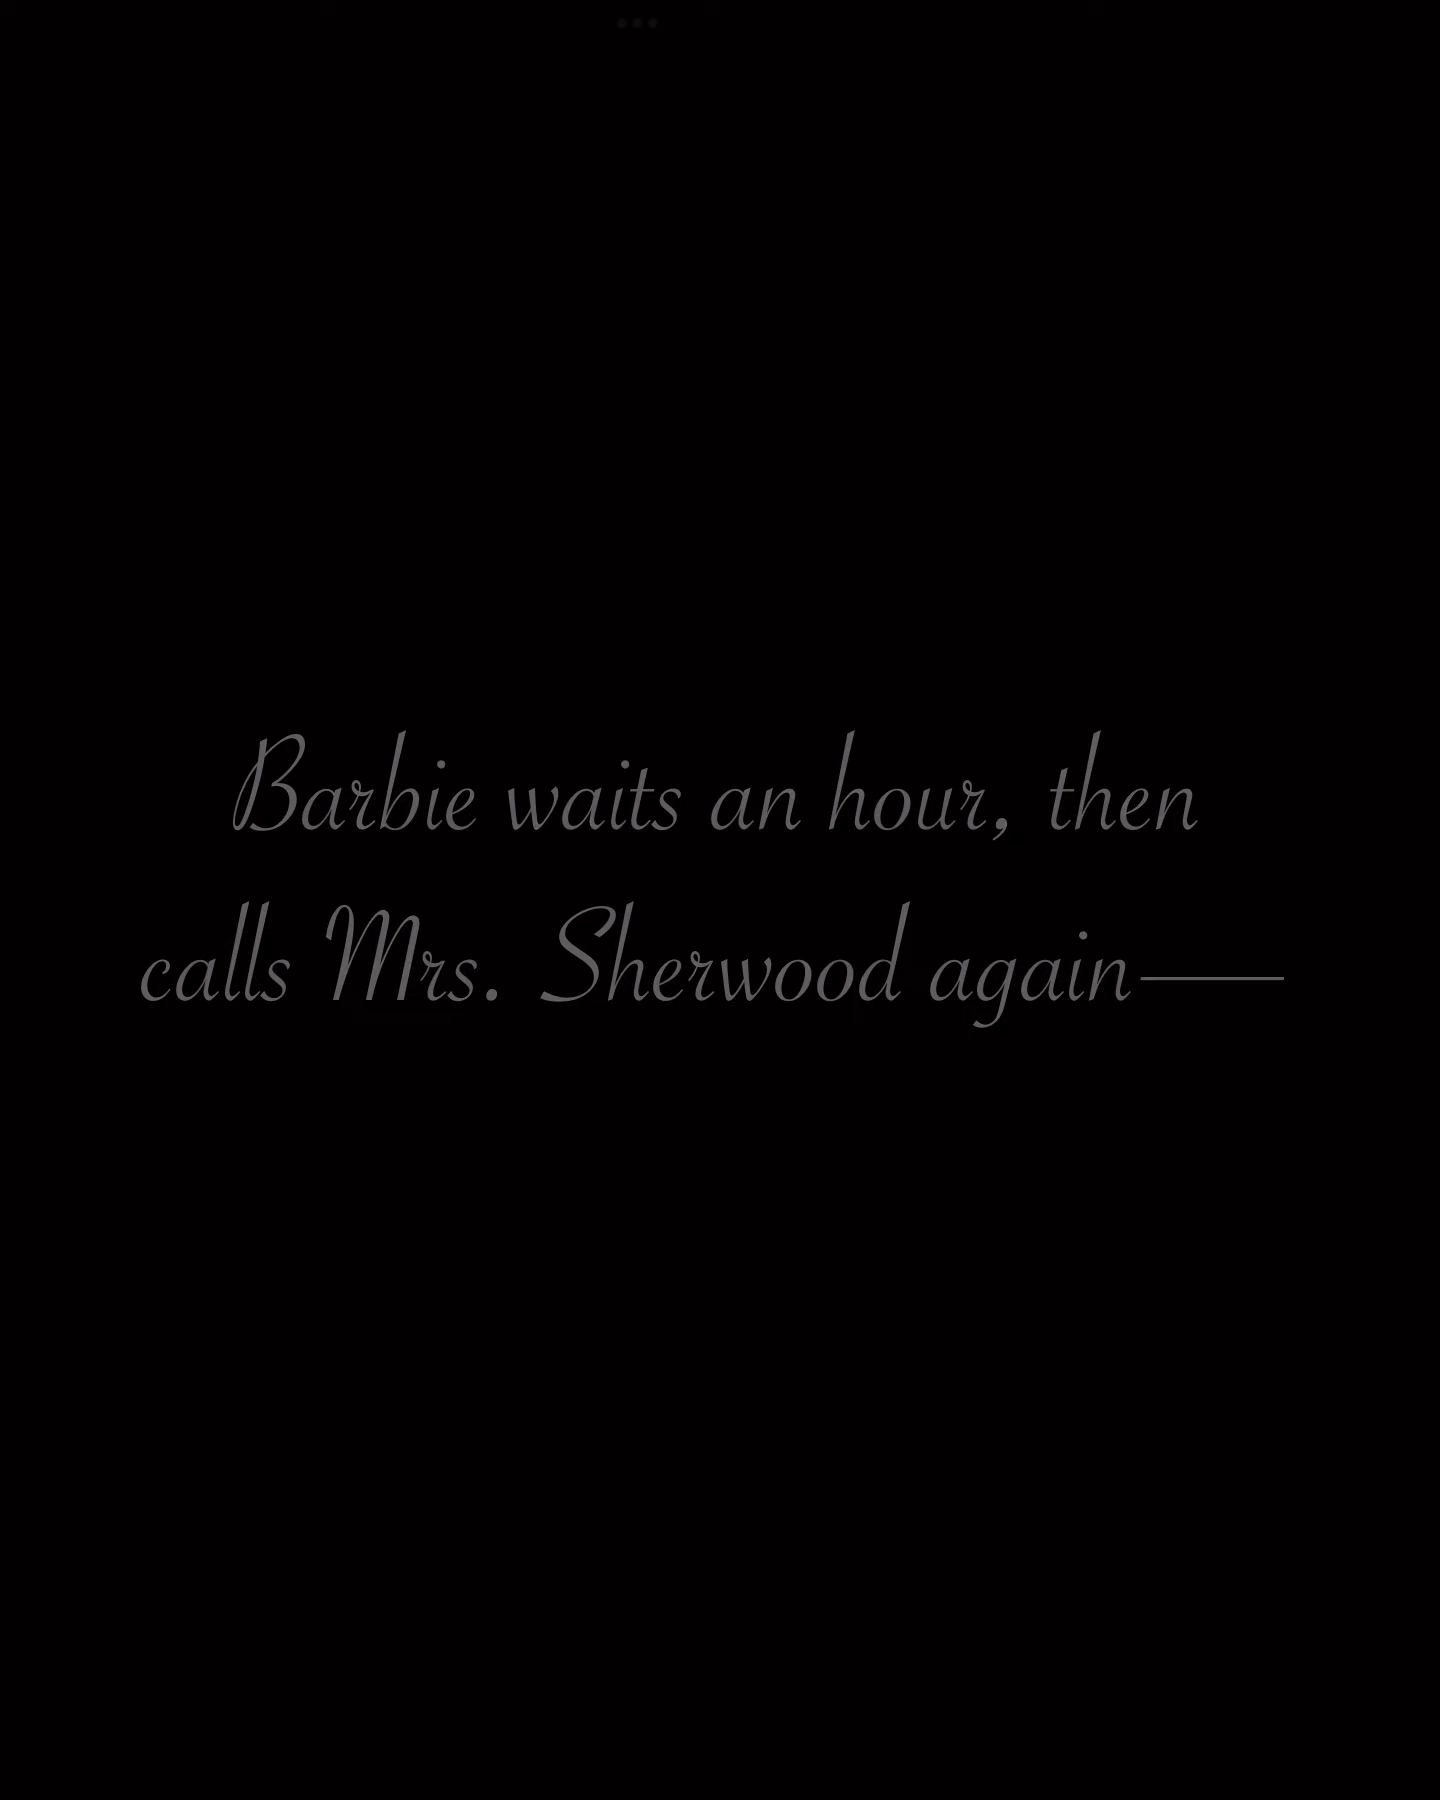 Barbie waits an hour, then
calls Mrs. Sherwood again—